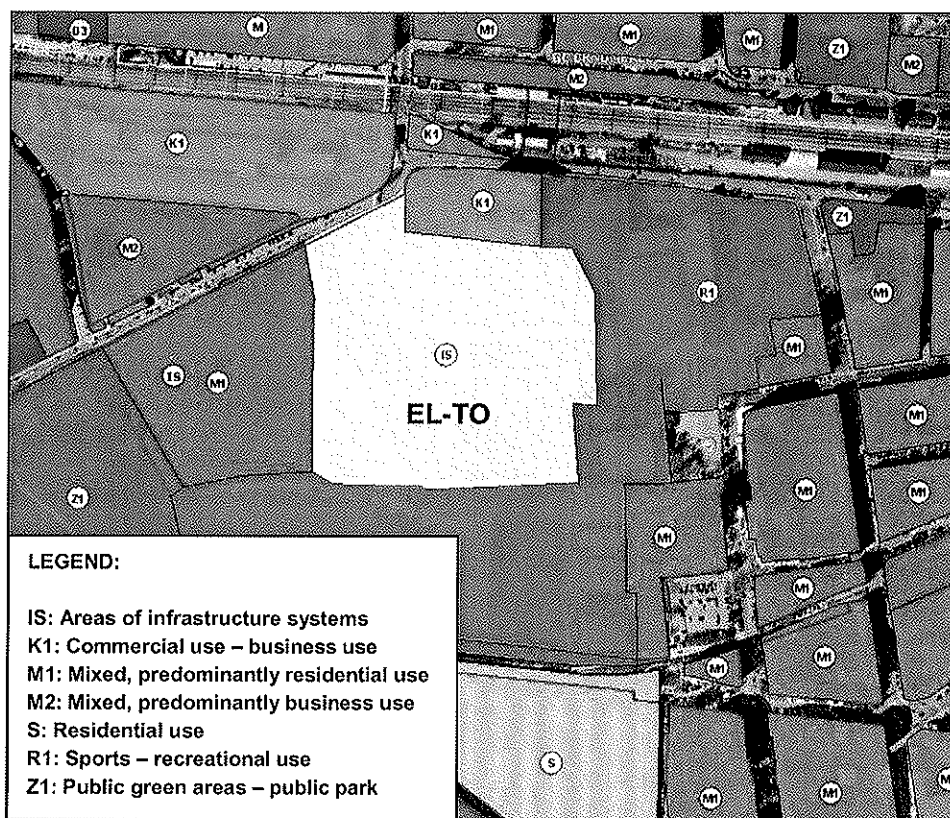 D3
M
M1
M1
M1
Z1
M2
M2
K1
K1
K1
Z1
M2
R1
M1
M1
IS
IS
M1
EL-TO
M1
Z1
M1
M1
M1
M1
M1
M1
S
M1
M1
M
LEGEND:
IS: Areas of infrastructure systems
K1: Commercial use – business use
M1: Mixed, predominantly residential use
M2: Mixed, predominantly business use
S: Residential use
R1: Sports – recreational use
Z1: Public green areas – public park